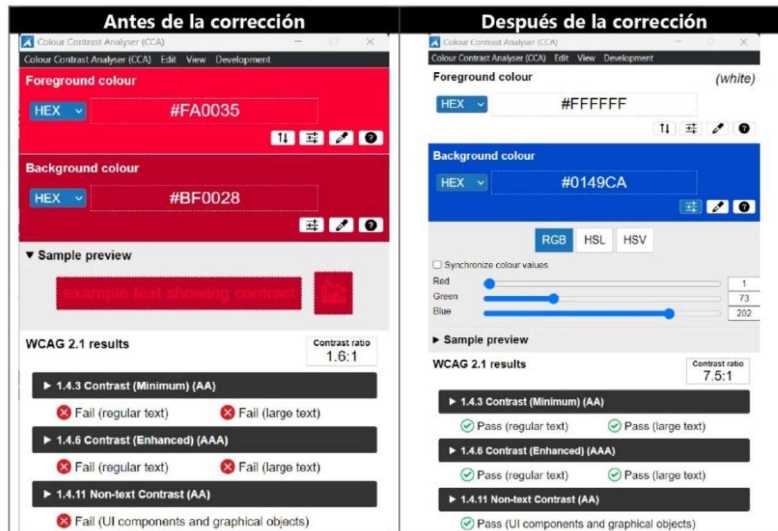 Antes de la corrección
Colour Contrast Analyser (CCA)
Colour Contrast Analyser (CCA) Edit View Development
Foreground colour
HEX #FA0035
Background colour
HEX #BF0028
▼ Sample preview
example text showing contrast
WCAG 2.1 results
Contrast ratio
1.6:1
▶ 1.4.3 Contrast (Minimum) (AA)
Fail (regular text) Fail (large text)
▶ 1.4.6 Contrast (Enhanced) (AAA)
Fail (regular text) Fail (large text)
▶ 1.4.11 Non-text Contrast (AA)
Fail (UI components and graphical objects)
Después de la corrección
Colour Contrast Analyser (CCA)
Colour Contrast Analyser (CCA) Edit View Development
Foreground colour (white)
HEX #FFFFFF
Background colour
HEX #0149CA
RGB HSL HSV
Synchronize colour values
Red 1
Green 73
Blue 202
▶ Sample preview
WCAG 2.1 results
Contrast ratio
7.5:1
▶ 1.4.3 Contrast (Minimum) (AA)
Pass (regular text) Pass (large text)
▶ 1.4.6 Contrast (Enhanced) (AAA)
Pass (regular text) Pass (large text)
▶ 1.4.11 Non-text Contrast (AA)
Pass (UI components and graphical objects)